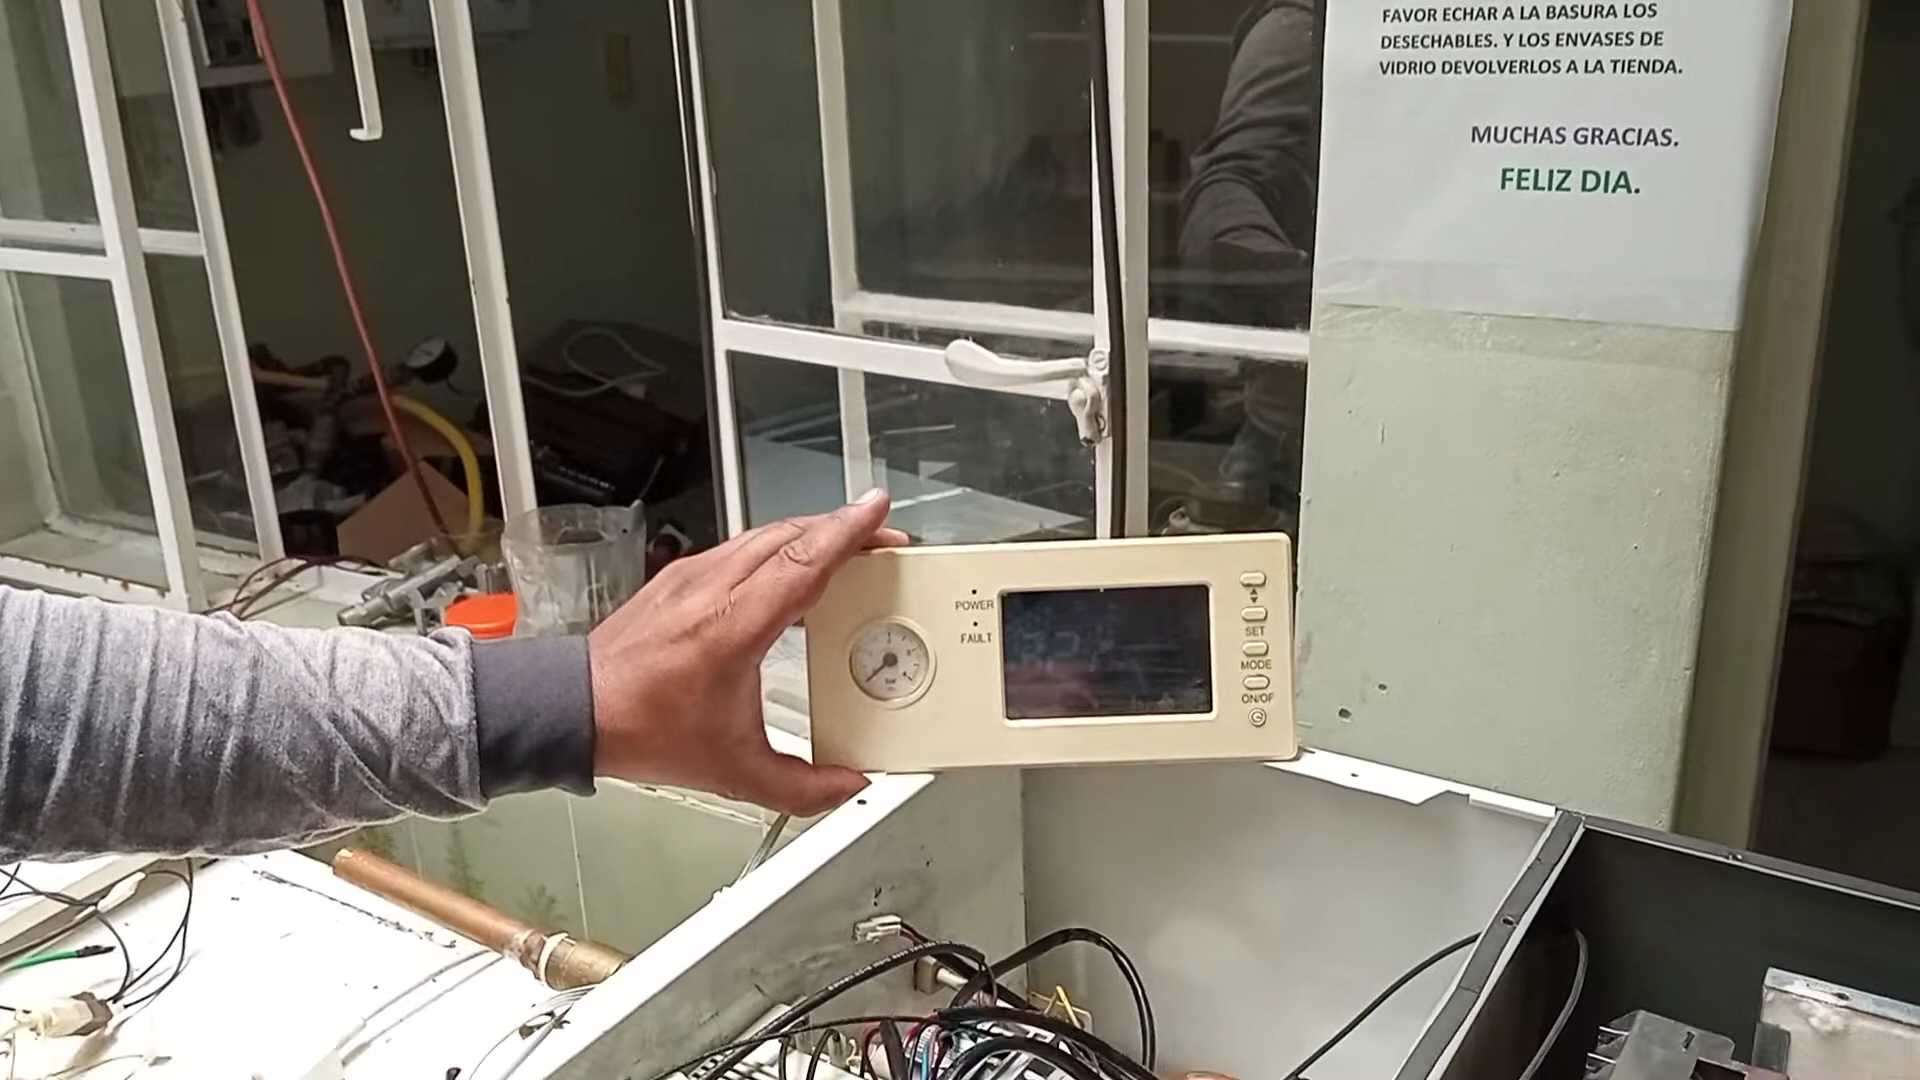 FAVOR ECHAR A LA BASURA LOS
DESECHABLES. Y LOS ENVASES DE
VIDRIO DEVOLVERLOS A LA TIENDA.
MUCHAS GRACIAS.
FELIZ DIA.
POWER
FAULT
SET
MODE
ON/OF
bar